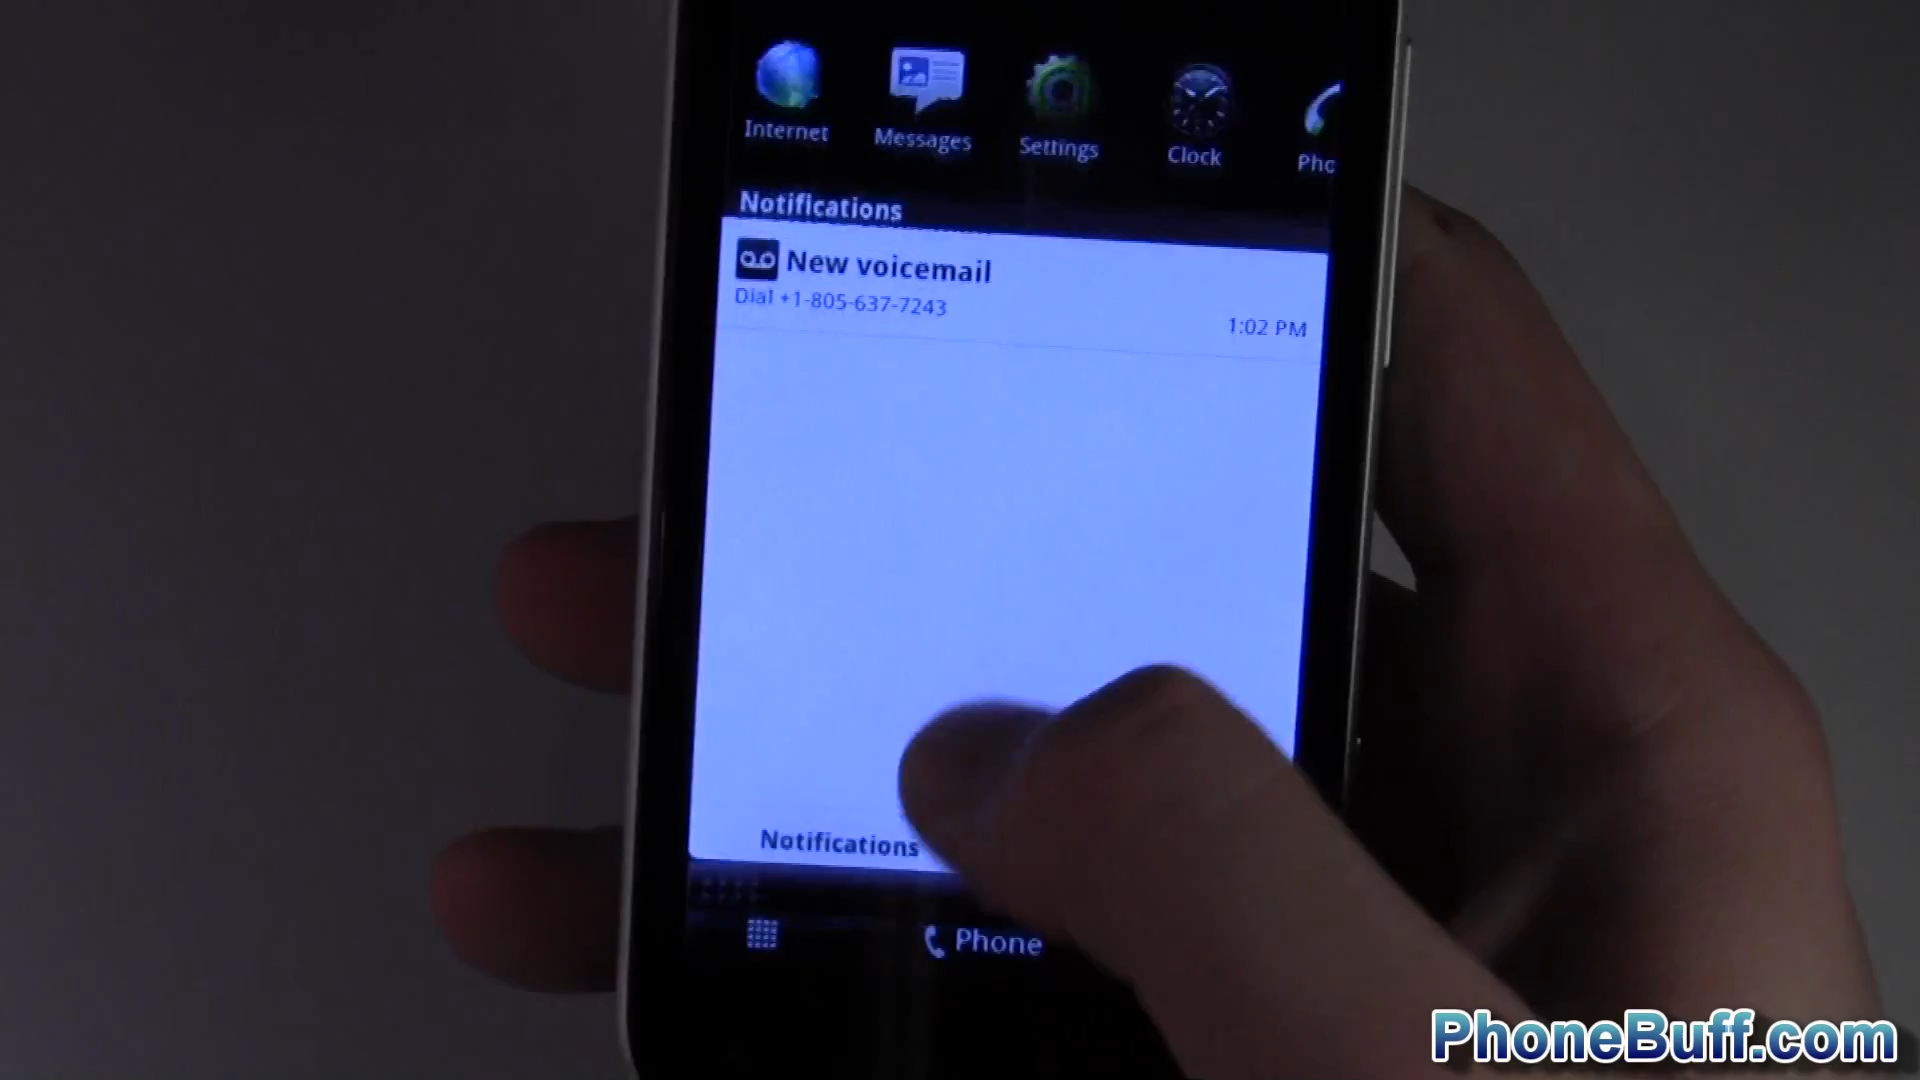 Internet Messages Settings Clock Pho
Notifications
New voicemail
Dial +1-805-637-7243
1:02 PM
Notifications
Phone
PhoneBuff.com